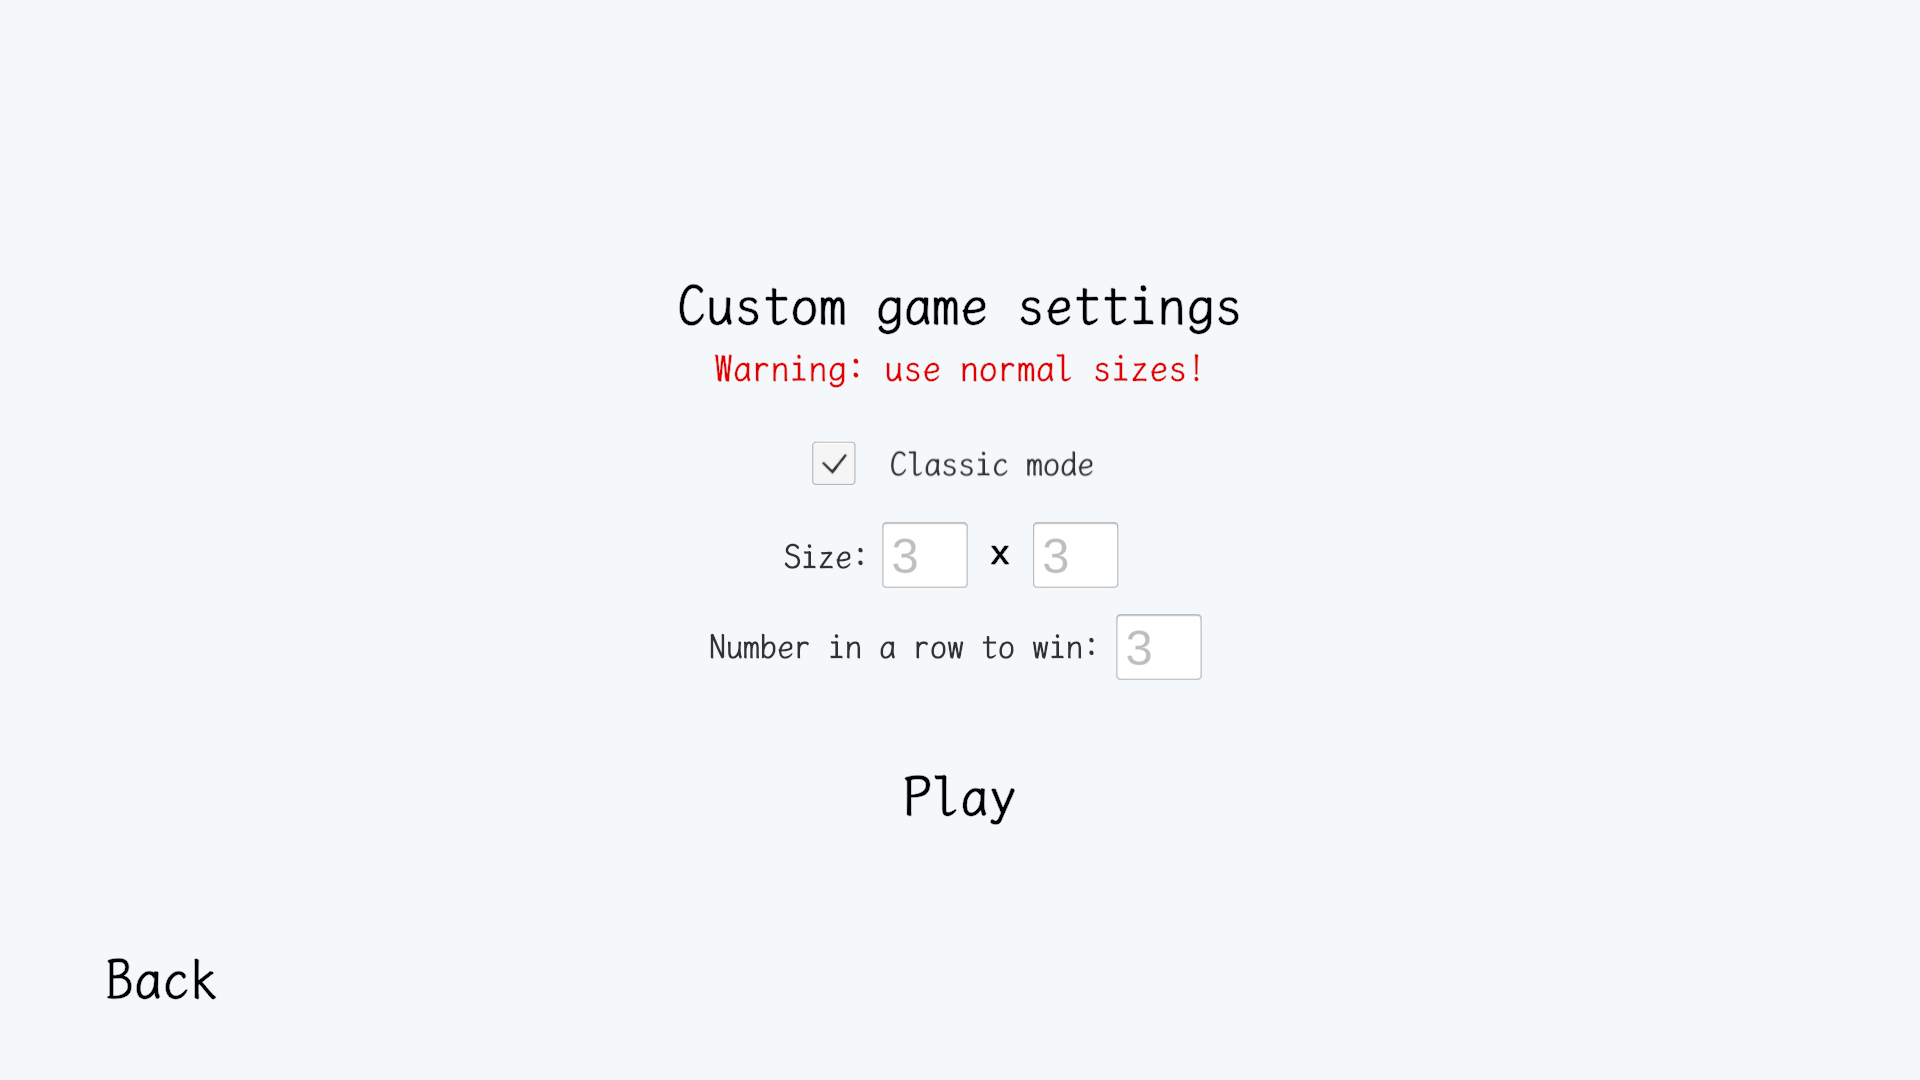 Custom game settings
Warning: use normal sizes!
Classic mode
Size: 3 x 3
Number in a row to win: 3
Play
Back